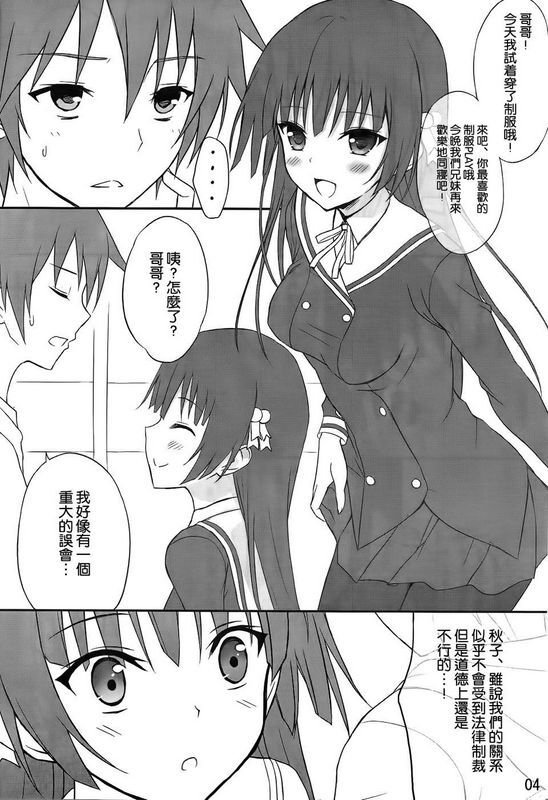 哥哥！
今天我試着穿了制服哦！
來吧、你最喜歡的
制服PLAY哦
今晚我們兄妹再來
歡樂地同寢吧！
‥‥
咦？怎麼了？
哥哥？
我好像有一個
重大的誤會…
秋子、雖說我們的關系
似乎不會受到法律制裁
但是道德上還是
不行的…！
04